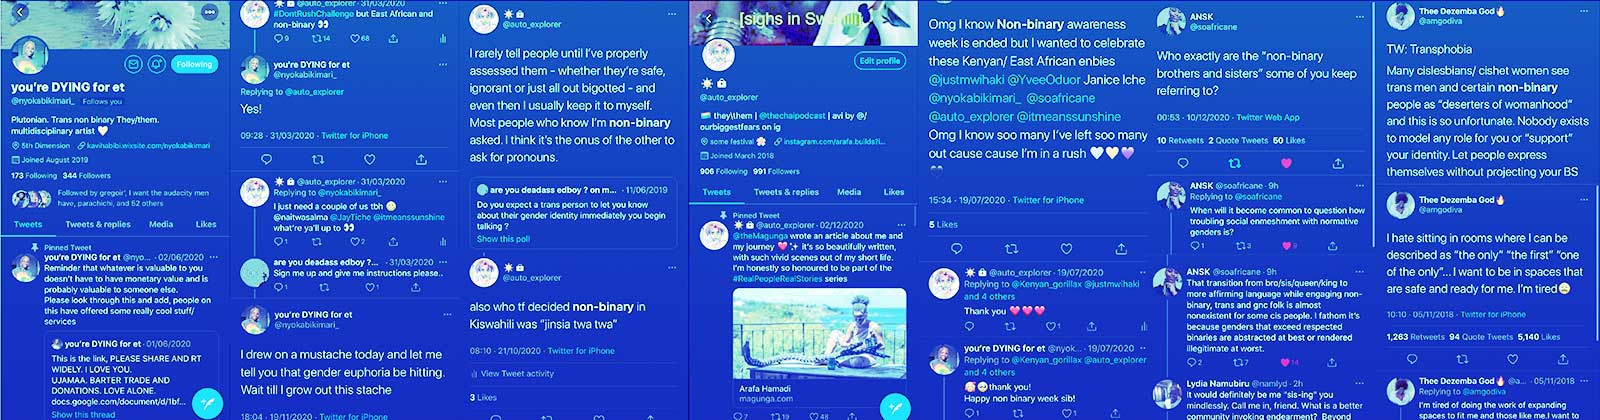 Following
you're DYING for et
@nyokabikimari_ Follows you
Plutonian. Trans non binary They/them.
multidisciplinary artist 🤍
5th Dimension kavihabibi.wixsite.com/nyokabikimari
Joined August 2019
173 Following 344 Followers
Followed by gregoir', I want the audacity men
have, parachichi, and 52 others
Tweets Tweets & replies Media Likes
Pinned Tweet
you're DYING for et @nyo... · 02/06/2020
Reminder that whatever is valuable to you
doesn't have to have monetary value and is
probably valuable to someone else.
Please look through this and add, people on
this have offered some really cool stuff/
services
you're DYING for et · 01/06/2020
This is the link, PLEASE SHARE AND RT
WIDELY. I LOVE YOU.
UJAMAA. BARTER TRADE AND
DONATIONS. LOVE ALONE.
docs.google.com/document/d/1bf...
Show this thread
@auto_explorer · 31/03/2020
#DontRushChallenge but East African and
non-binary 👀
9 14 68
you're DYING for et
@nyokabikimari_
Replying to @auto_explorer
Yes!
09:28 · 31/03/2020 · Twitter for iPhone
@auto_explorer · 31/03/2020
Replying to @nyokabikimari_
I just need a couple of us tbh
@naitwasalma @JayTiche @itmeanssunshine
what're ya'll up to 👀
1 2
are you deadass edboy ?... · 31/03/2020
Sign me up and give me instructions please..
1 1
you're DYING for et
@nyokabikimari_
I drew on a mustache today and let me
tell you that gender euphoria be hitting.
Wait till I grow out this stache
18:04 · 19/11/2020 · Twitter for iPhone
@auto_explorer
I rarely tell people until I've properly
assessed them - whether they're safe,
ignorant or just all out bigotted - and
even then I usually keep it to myself.
Most people who know I'm non-binary
asked. I think it's the onus of the other to
ask for pronouns.
are you deadass edboy ? on m... · 11/06/2019
Do you expect a trans person to let you know
about their gender identity immediately you begin
talking ?
Show this poll
@auto_explorer
also who tf decided non-binary in
Kiswahili was "jinsia twa twa"
08:10 · 21/10/2020 · Twitter for iPhone
View Tweet activity
3 Likes
[sighs in Swahili]
Edit profile
@auto_explorer
they\them | @thechaipodcast | avi by @/
ourbiggestfears on ig
some festival instagram.com/arafa.builds?i...
Joined March 2018
906 Following 991 Followers
Tweets Tweets & replies Media Likes
Pinned Tweet
@auto_explorer · 02/12/2020
@theMagunga wrote an article about me and
my journey 💖✨ it's so beautifully written,
with such vivid scenes out of my short life.
I'm honestly so honoured to be part of the
#RealPeopleRealStories series
Arafa Hamadi
magunga.com
7 19 48
Omg I know Non-binary awareness
week is ended but I wanted to celebrate
these Kenyan/ East African enbies
@justmwihaki @YveeOduor Janice Iche
@nyokabikimari_ @soafricane
@auto_explorer @itmeanssunshine
Omg I know soo many I've left soo many
out cause cause I'm in a rush 🤍🤍💜
15:34 · 19/07/2020 · Twitter for iPhone
5 Likes
@auto_explorer · 19/07/2020
Replying to @Kenyan_gorillax @justmwihaki
and 4 others
Thank you
1
you're DYING for et @nyok... · 19/07/2020
Replying to @Kenyan_gorillax @auto_explorer
and 4 others
🥰🥺thank you!
Happy non binary week sib!
1 1
ANSK
@soafricane
Who exactly are the "non-binary
brothers and sisters" some of you keep
referring to?
00:53 · 10/12/2020 · Twitter Web App
10 Retweets 2 Quote Tweets 50 Likes
ANSK @soafricane · 9h
Replying to @soafricane
When will it become common to question how
troubling social enmeshment with normative
genders is?
1 3 9
ANSK @soafricane · 9h
That transition from bro/sis/queen/king to
more affirming language while engaging non-
binary, trans and gnc folk is almost
nonexistent for some cis people. I fathom it's
because genders that exceed respected
binaries are abstracted at best or rendered
illegitimate at worst.
2 14
Lydia Namubiru @namlyd · 2h
It would definitely be me "sis-ing" you
mindlessly. Call me in, friend. What is a better
community invoking endearment? Beyond
Thee Dezemba God🔥
@amgodiva
TW: Transphobia
Many cislesbians/ cishet women see
trans men and certain non-binary
people as "deserters of womanhood"
and this is so unfortunate. Nobody exists
to model any role for you or "support"
your identity. Let people express
themselves without projecting your BS
Thee Dezemba God🔥
@amgodiva
I hate sitting in rooms where I can be
described as "the only" "the first" "one
of the only"... I want to be in spaces that
are safe and ready for me. I'm tired😩
10:10 · 05/11/2018 · Twitter for iPhone
1,263 Retweets 94 Quote Tweets 5,140 Likes
Thee Dezemba God🔥 @a... · 05/11/2018
Replying to @amgodiva
I'm tired of doing the work of expanding
spaces to fit me and those like me.I want to